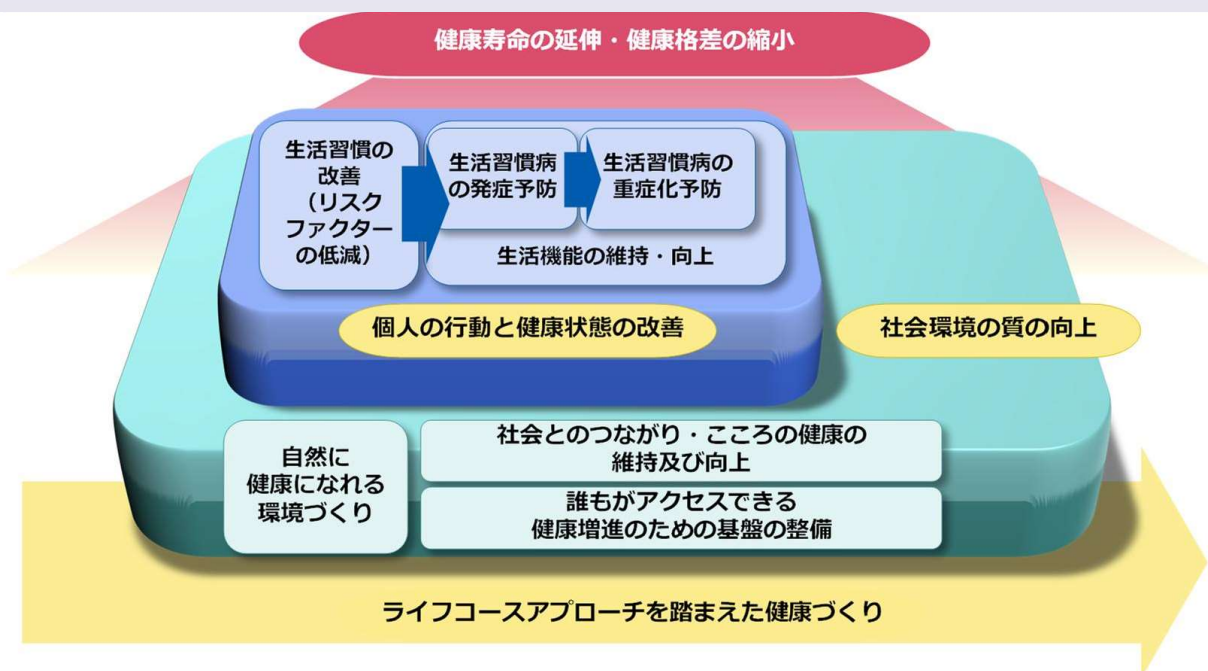 健康寿命の延伸・健康格差の縮小
生活習慣の
改善
（リスク
ファクター
の低減）
生活習慣病
の発症予防
生活習慣病の
重症化予防
生活機能の維持・向上
個人の行動と健康状態の改善
社会環境の質の向上
自然に
健康になれる
環境づくり
社会とのつながり・こころの健康の
維持及び向上
誰もがアクセスできる
健康増進のための基盤の整備
ライフコースアプローチを踏まえた健康づくり